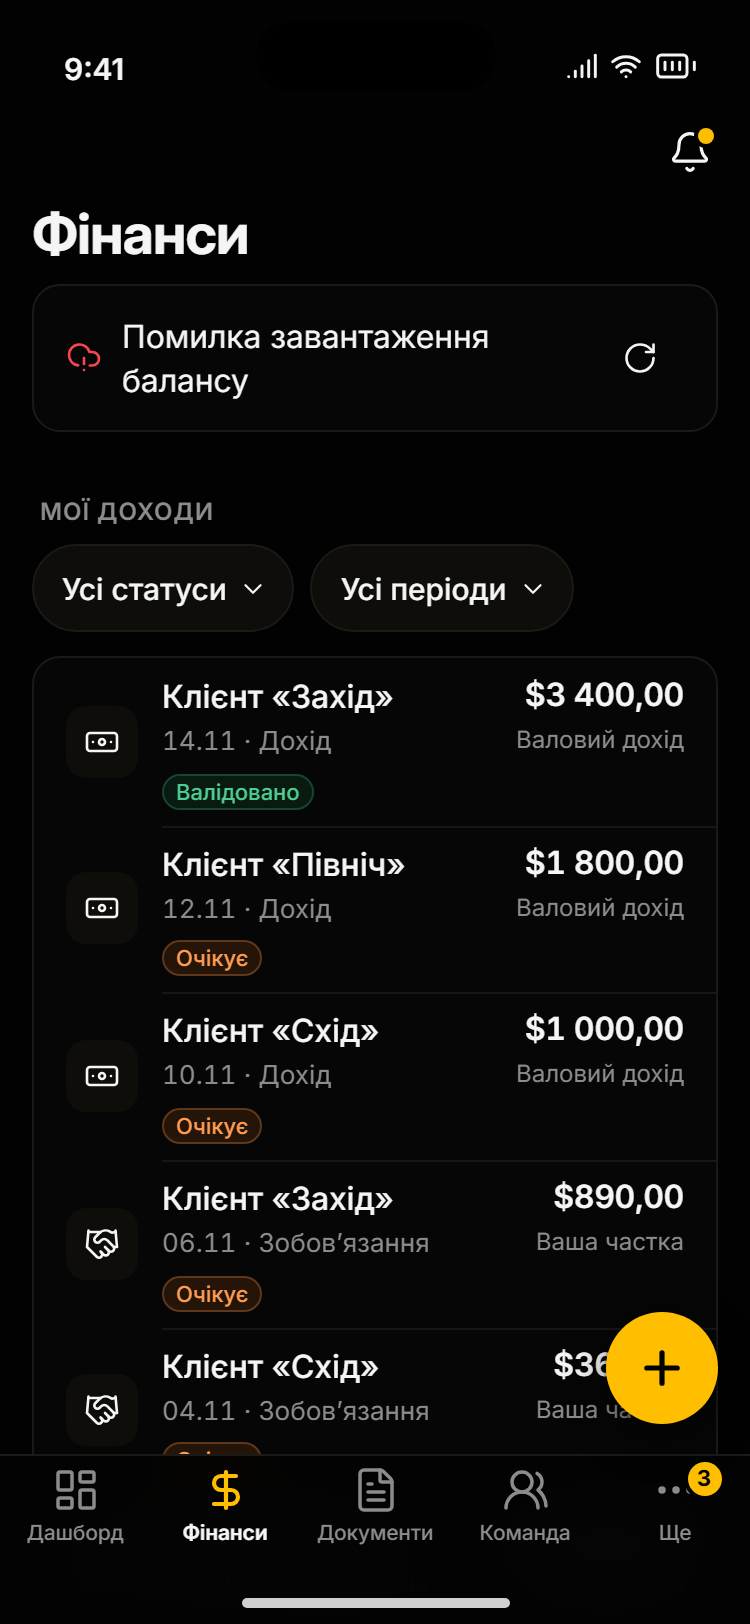 9:41
Фінанси
Помилка завантаження
балансу
МОЇ ДОХОДИ
Усі статуси
Усі періоди
Клієнт «Захід»
$3 400,00
14.11 · Дохід
Валовий дохід
Валідовано
Клієнт «Північ»
$1 800,00
12.11 · Дохід
Валовий дохід
Очікує
Клієнт «Схід»
$1 000,00
10.11 · Дохід
Валовий дохід
Очікує
Клієнт «Захід»
$890,00
06.11 · Зобов’язання
Ваша частка
Очікує
Клієнт «Схід»
04.11 · Зобов’язання
Ваша
3
Дашборд
Фінанси
Документи
Команда
Ще